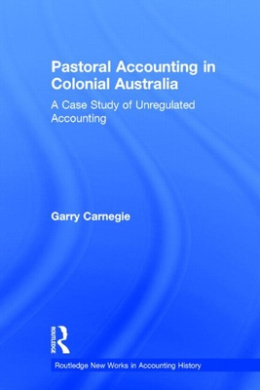 Pastoral Accounting in
Colonial Australia
A Case Study of Unregulated
Accounting
Garry Carnegie
ROUTLEDGE
Routledge New Works in Accounting History